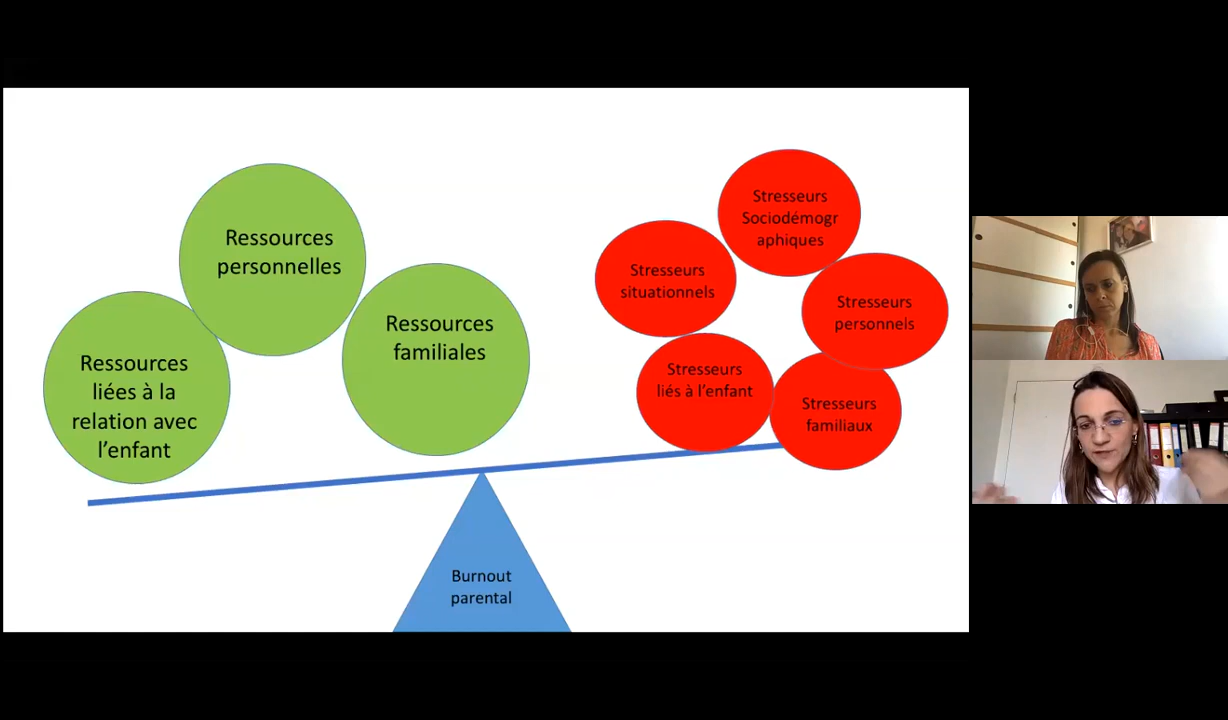 Ressources
personnelles
Ressources
familiales
Ressources
liées à la
relation avec
l'enfant
Stresseurs
Sociodémogr
aphiques
Stresseurs
situationnels
Stresseurs
personnels
Stresseurs
liés à l'enfant
Stresseurs
familiaux
Burnout
parental